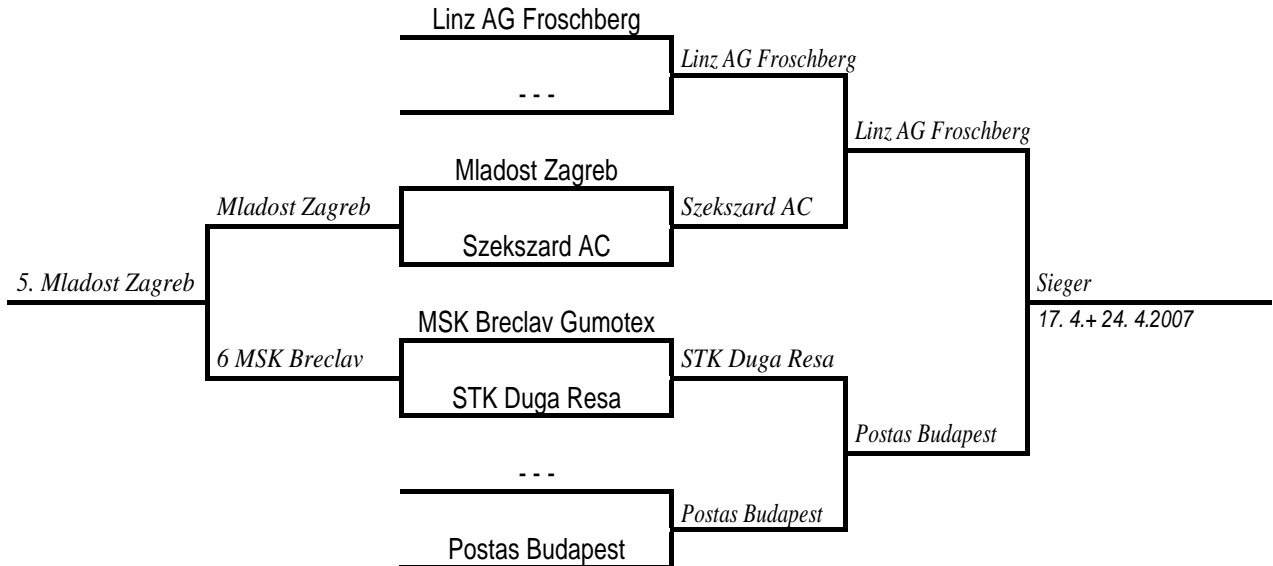 Linz AG Froschberg
Linz AG Froschberg
- - -
Linz AG Froschberg
Mladost Zagreb
Mladost Zagreb
Szekszard AC
Szekszard AC
5. Mladost Zagreb
Sieger
17. 4.+ 24. 4.2007
MSK Breclav Gumotex
6 MSK Breclav
STK Duga Resa
STK Duga Resa
Postas Budapest
- - -
Postas Budapest
Postas Budapest